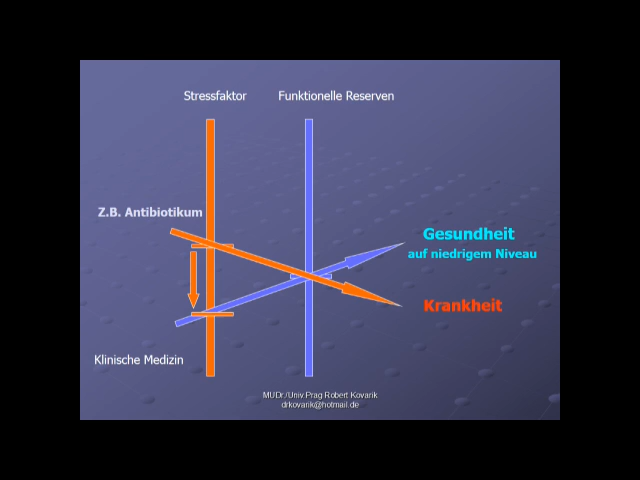 Stressfaktor
Funktionelle Reserven
Z.B. Antibiotikum
Gesundheit
auf niedrigem Niveau
Krankheit
Klinische Medizin
MUDr./Univ.Prag Robert Kovarik
drkovarik@hotmail.de